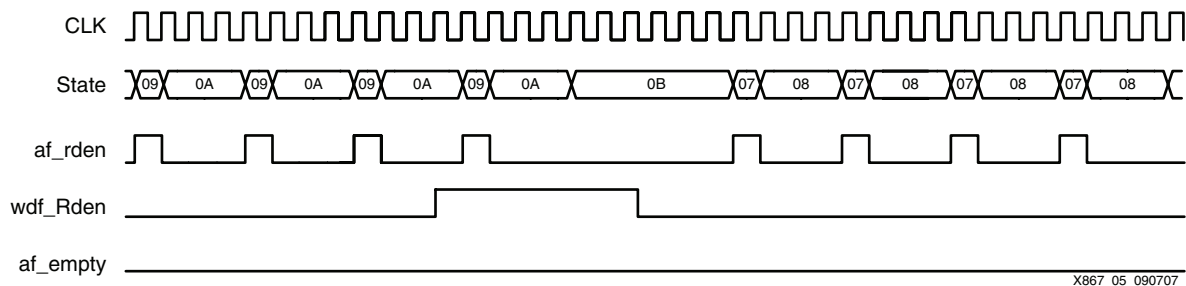 CLK
State 09 0A 09 0A 09 0A 09 0A 0B 07 08 07 08 07 08 07 08
af_rden
wdf_Rden
af_empty
X867_05_090707